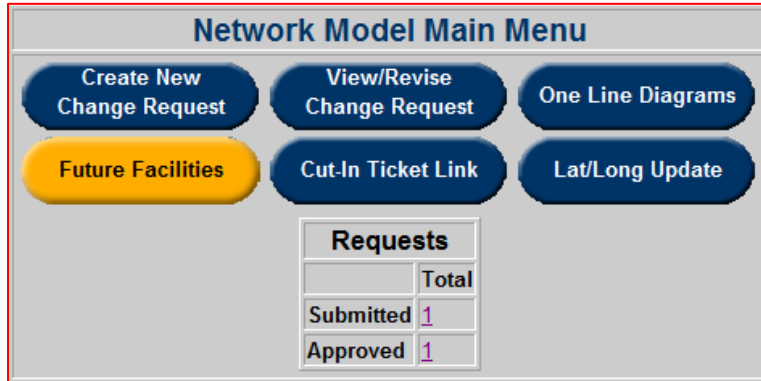 Network Model Main Menu
Create New
Change Request
View/Revise
Change Request
One Line Diagrams
Future Facilities
Cut-In Ticket Link
Lat/Long Update
Requests
Total
Submitted 1
Approved 1